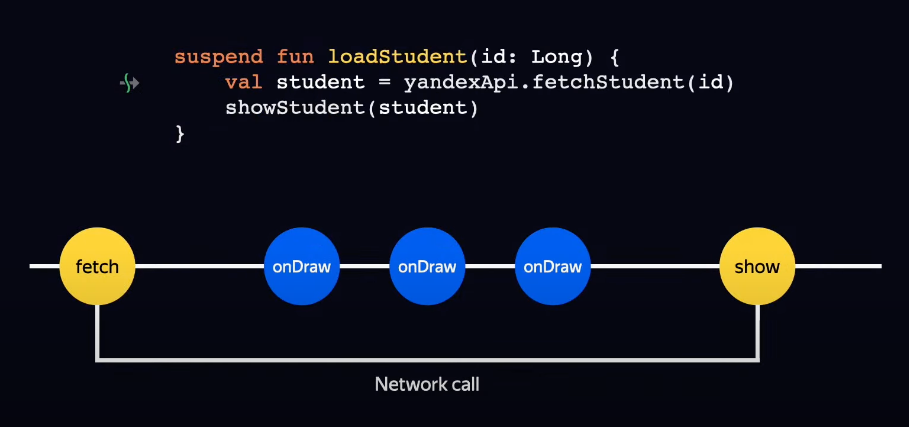 suspend fun loadStudent(id: Long) {
val student = yandexApi.fetchStudent(id)
showStudent(student)
}
fetch
onDraw
onDraw
onDraw
show
Network call